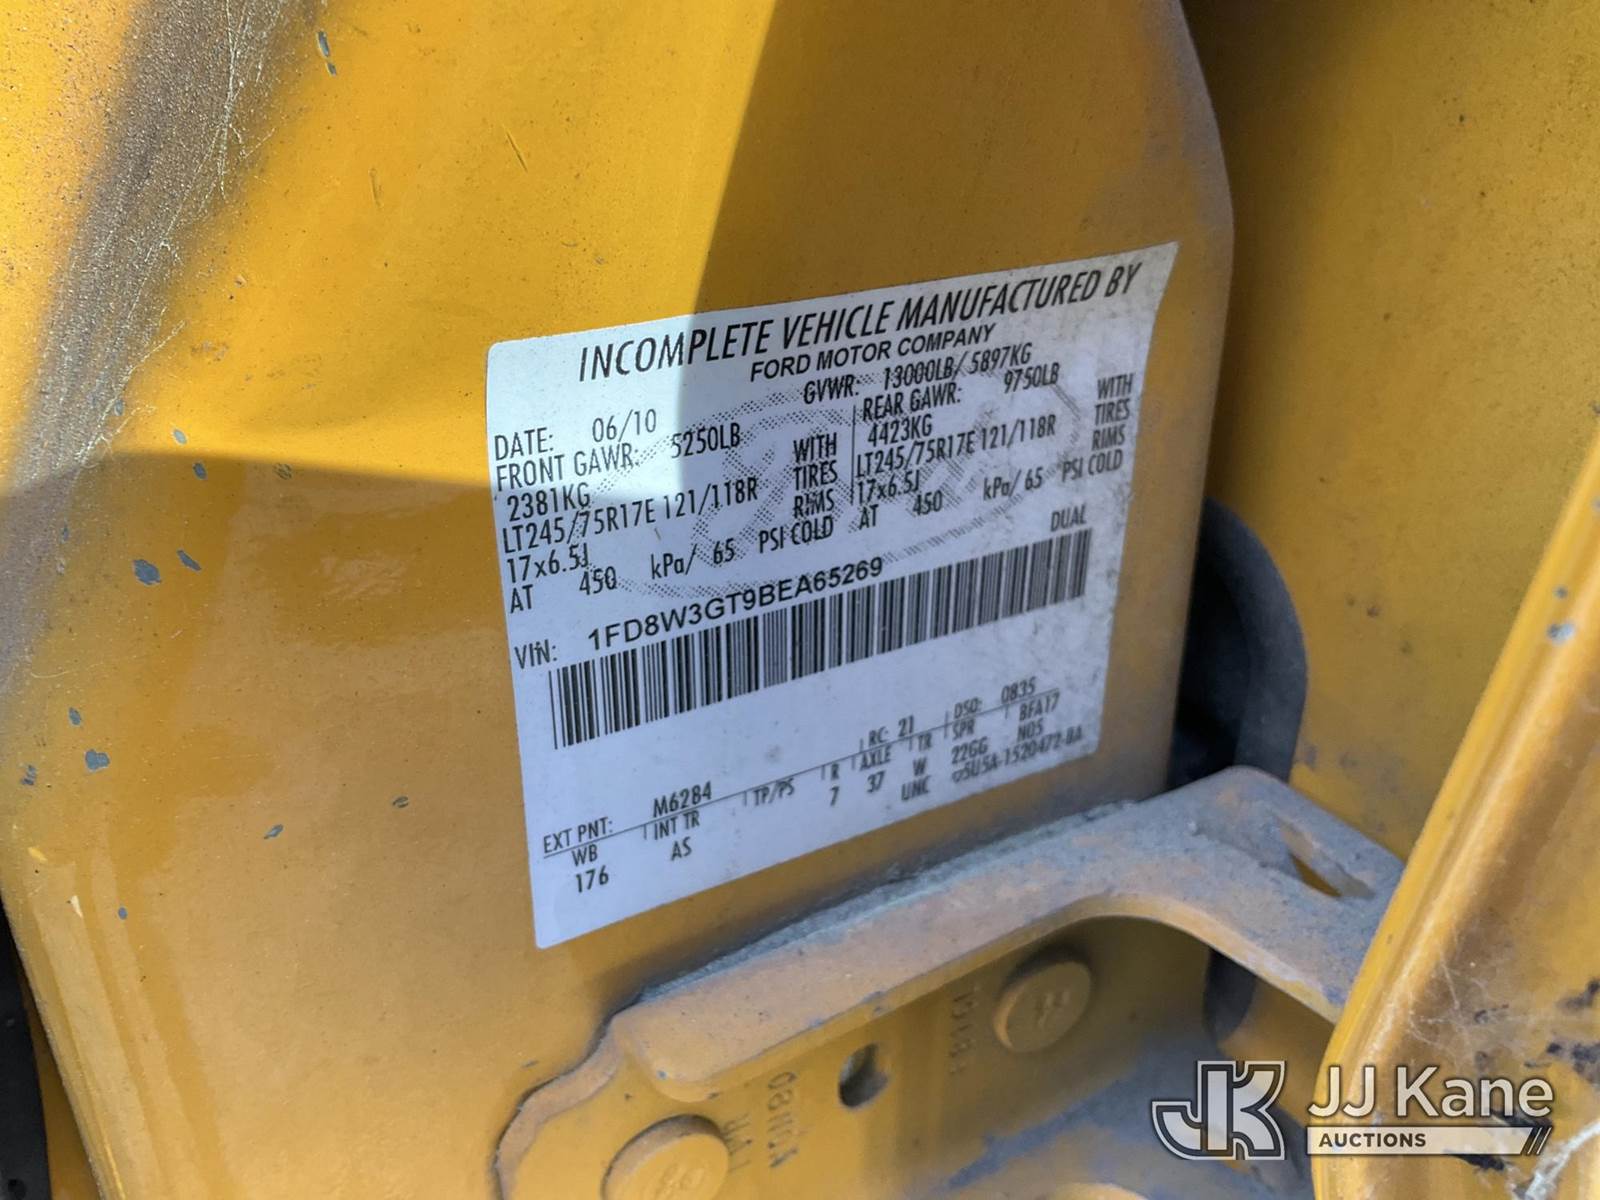 INCOMPLETE VEHICLE MANUFACTURED BY
FORD MOTOR COMPANY
DATE: 06/10 GVWR: 13000LB/ 5897KG
FRONT GAWR: 5250LB REAR GAWR: 9750LB
2381KG WITH 4423KG WITH
LT245/75R17E 121/118R TIRES LT245/75R17E 121/118R TIRES
17x6.5J RIMS 17x6.5J RIMS
AT 450 kPa/ 65 PSI COLD AT 450 kPa/ 65 PSI COLD
VIN: 1FD8W3GT9BEA65269 DUAL
EXT PNT: M6284 RC: 21 DSO: 0835
WB INT TR TP/PS R AXLE TR SPR BFA17
176 AS 7 37 W 22GG NOS
UNC 5U5A-1520472-BA
JJ Kane
AUCTIONS